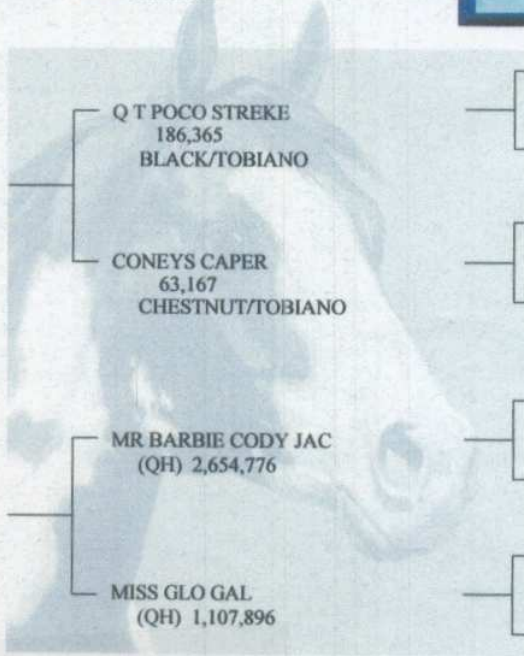 Q T POCO STREKE
186,365
BLACK/TOBIANO
CONEYS CAPER
63,167
CHESTNUT/TOBIANO
MR BARBIE CODY JAC
(QH) 2,654,776
MISS GLO GAL
(QH) 1,107,896